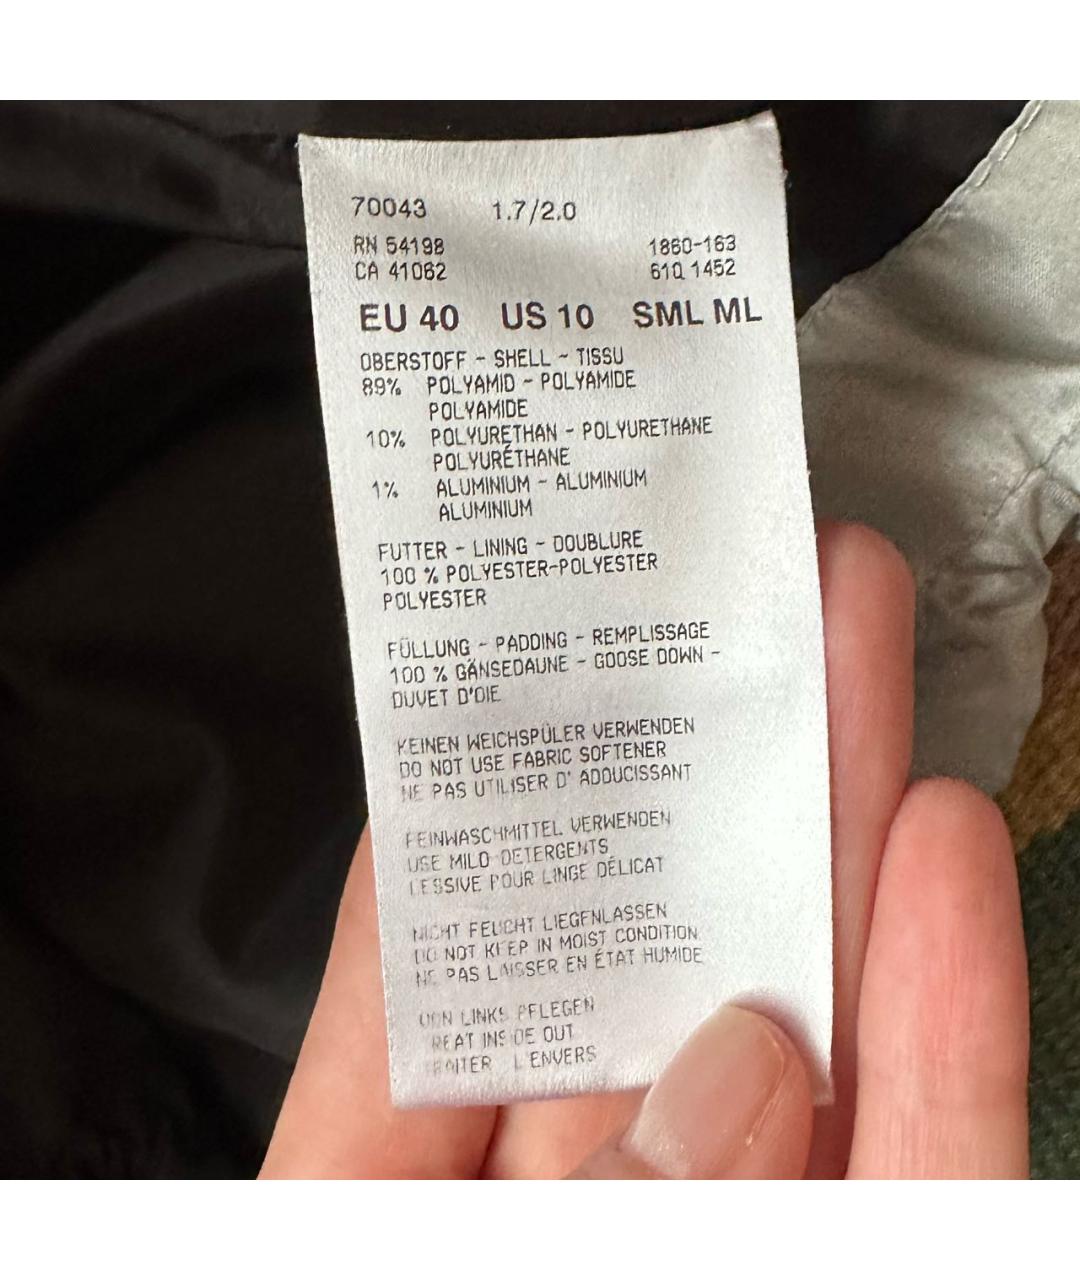 70043 1.7/2.0
RN 54198 1860-163
CA 41062 61Q 1452
EU 40 US 10 SML ML
OBERSTOFF - SHELL - TISSU
89% POLYAMID - POLYAMIDE
POLYAMIDE
10% POLYURETHAN - POLYURETHANE
POLYURÉTHANE
1% ALUMINIUM - ALUMINIUM
ALUMINIUM
FUTTER - LINING - DOUBLURE
100 % POLYESTER-POLYESTER
POLYESTER
FÜLLUNG - PADDING - REMPLISSAGE
100 % GÄNSEDAUNE - GOOSE DOWN -
DUVET D'OIE
KEINEN WEICHSPÜLER VERWENDEN
DO NOT USE FABRIC SOFTENER
NE PAS UTILISER D' ADOUCISSANT
FEINWASCHMITTEL VERWENDEN
USE MILD DETERGENTS
LESSIVE POUR LINGE DÉLICAT
NICHT FEUCHT LIEGENLASSEN
DO NOT KEEP IN MOIST CONDITION
NE PAS LAISSER EN ÉTAT HUMIDE
VON LINKS PFLEGEN
TREAT INSIDE OUT
TRAITER L'ENVERS